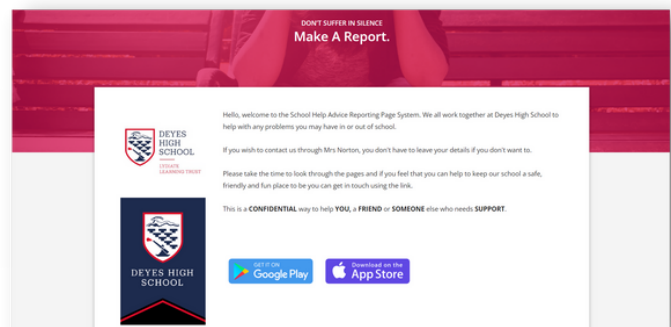 DON'T SUFFER IN SILENCE
Make A Report.
DEYES
HIGH
SCHOOL
LYDIATE
LEARNING TRUST
Hello, welcome to the School Help Advice Reporting Page System. We all work together at Deyes High School to
help with any problems you may have in or out of school.
If you wish to contact us through Mrs Norton, you don't have to leave your details if you don't want to.
Please take the time to look through the pages and if you feel that you can help to keep our school a safe,
friendly and fun place to be you can get in touch using the link.
This is a CONFIDENTIAL way to help YOU, a FRIEND or SOMEONE else who needs SUPPORT.
DEYES HIGH
SCHOOL
GET IT ON
Google Play
Download on the
App Store